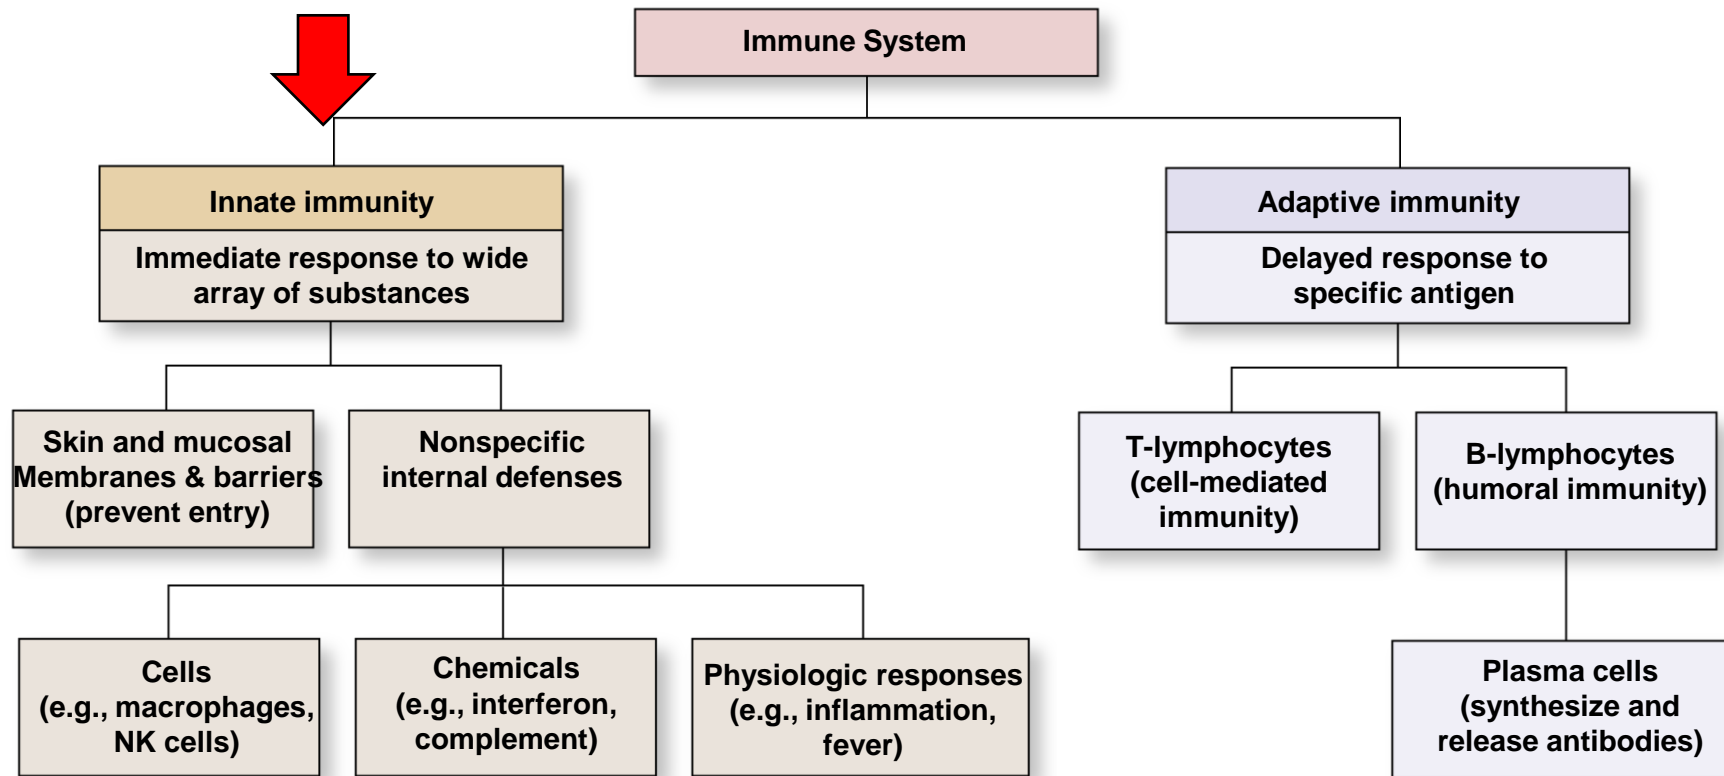 Immune System
Innate immunity
Immediate response to wide
array of substances
Adaptive immunity
Delayed response to
specific antigen
Skin and mucosal
Membranes & barriers
(prevent entry)
Nonspecific
internal defenses
T-lymphocytes
(cell-mediated
immunity)
B-lymphocytes
(humoral immunity)
Cells
(e.g., macrophages,
NK cells)
Chemicals
(e.g., interferon,
complement)
Physiologic responses
(e.g., inflammation,
fever)
Plasma cells
(synthesize and
release antibodies)